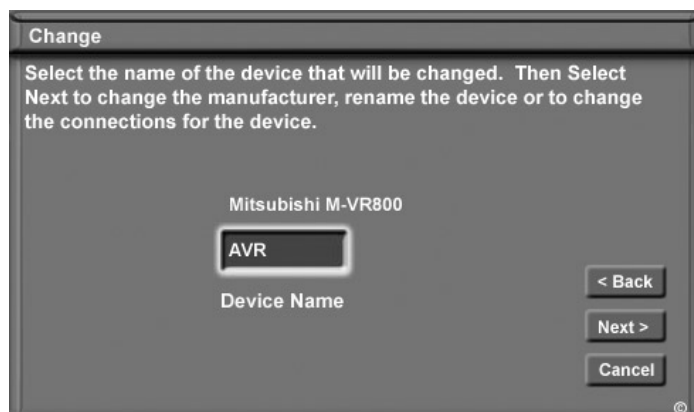 Change
Select the name of the device that will be changed. Then Select
Next to change the manufacturer, rename the device or to change
the connections for the device.
Mitsubishi M-VR800
AVR
Device Name
< Back
Next >
Cancel
©